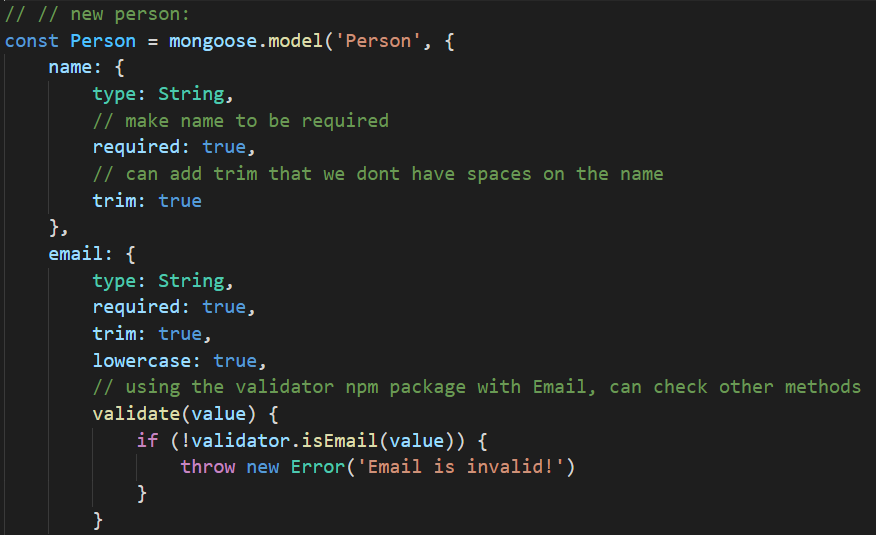 // // new person:
const Person = mongoose.model('Person', {
    name: {
        type: String,
        // make name to be required
        required: true,
        // can add trim that we dont have spaces on the name
        trim: true
    },
    email: {
        type: String,
        required: true,
        trim: true,
        lowercase: true,
        // using the validator npm package with Email, can check other methods
        validate(value) {
            if (!validator.isEmail(value)) {
                throw new Error('Email is invalid!')
            }
        }